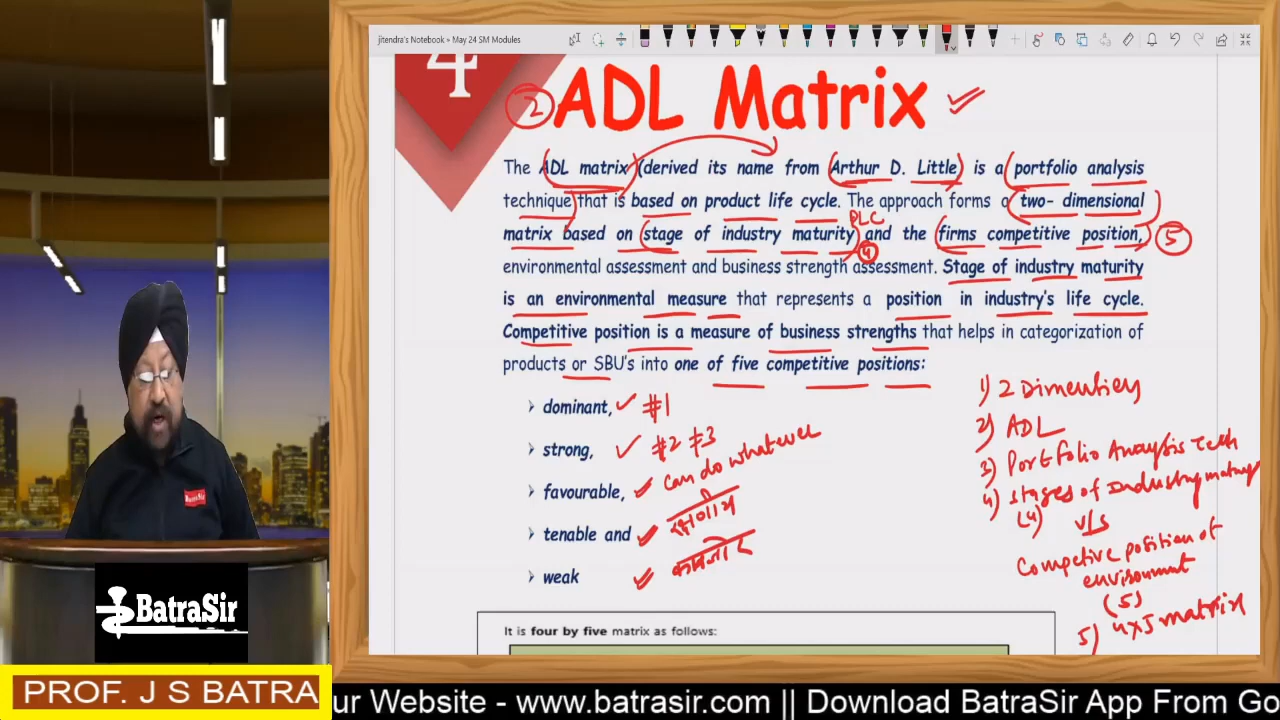 jitendra's Notebook » May 24 SM Modules
4
2 ADL Matrix
The ADL matrix (derived its name from Arthur D. Little) is a portfolio analysis
technique that is based on product life cycle. The approach forms a two- dimensional
PLC
matrix based on stage of industry maturity and the firms competitive position,
5
4
environmental assessment and business strength assessment. Stage of industry maturity
is an environmental measure that represents a position in industry's life cycle.
Competitive position is a measure of business strengths that helps in categorization of
products or SBU's into one of five competitive positions:
dominant, #1
strong, #2 #3
favourable, can do whatever
tenable and
weak कमजोर
1) 2 Dimentions
2) ADL
3) Portfolio Analysis Tech
4) Stages of Industry
(4) v/s
Competive position of
enviroument
(5)
5) 4x5 matrix
It is four by five matrix as follows:
BatraSir
BatraSir
PROF. J S BATRA
ur Website - www.batrasir.com || Download BatraSir App From Go